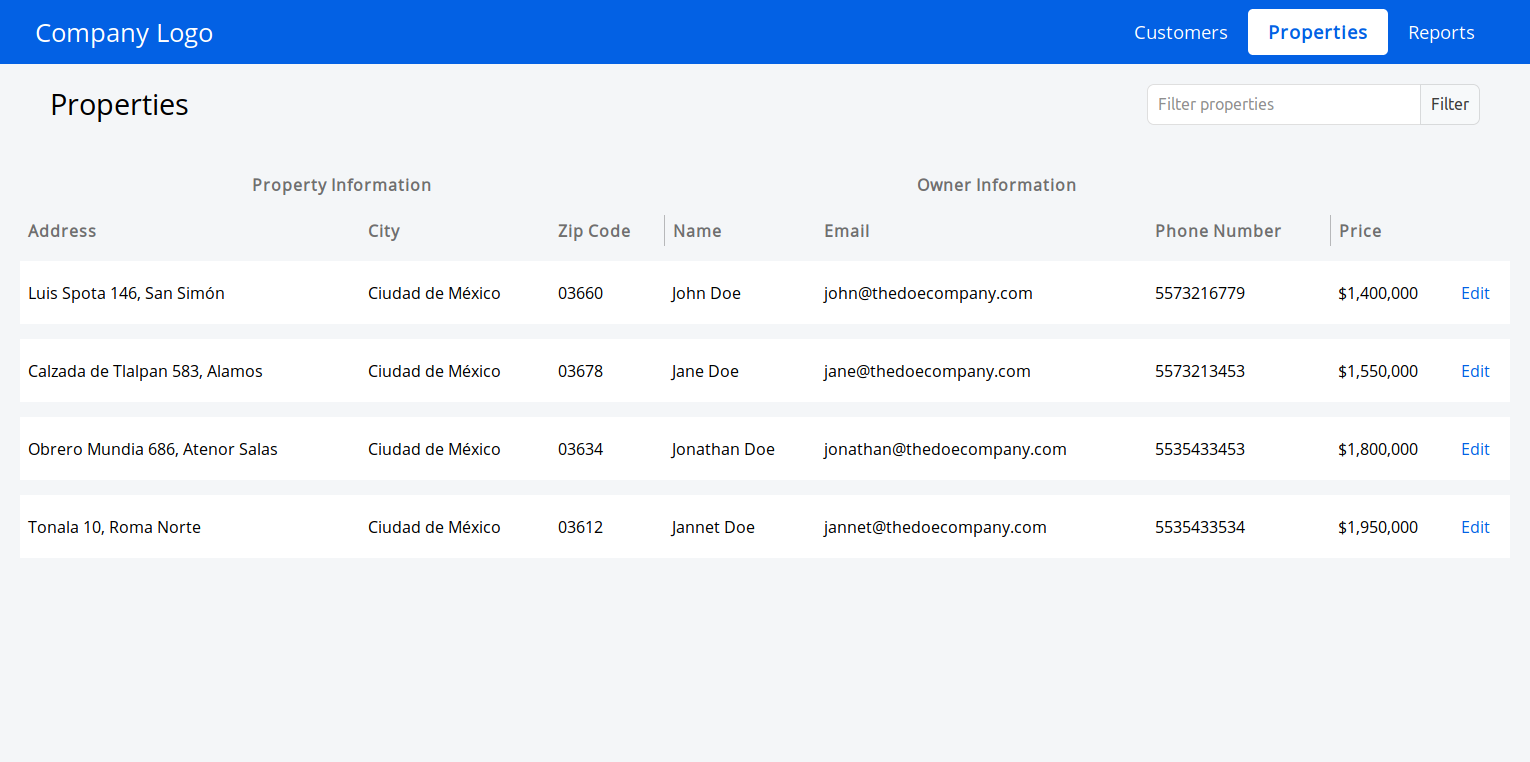 Company Logo Customers Properties Reports
Properties Filter properties Filter
Property Information Owner Information
Address City Zip Code Name Email Phone Number Price
Luis Spota 146, San Simón Ciudad de México 03660 John Doe john@thedoecompany.com 5573216779 $1,400,000 Edit
Calzada de Tlalpan 583, Alamos Ciudad de México 03678 Jane Doe jane@thedoecompany.com 5573213453 $1,550,000 Edit
Obrero Mundia 686, Atenor Salas Ciudad de México 03634 Jonathan Doe jonathan@thedoecompany.com 5535433453 $1,800,000 Edit
Tonala 10, Roma Norte Ciudad de México 03612 Jannet Doe jannet@thedoecompany.com 5535433534 $1,950,000 Edit